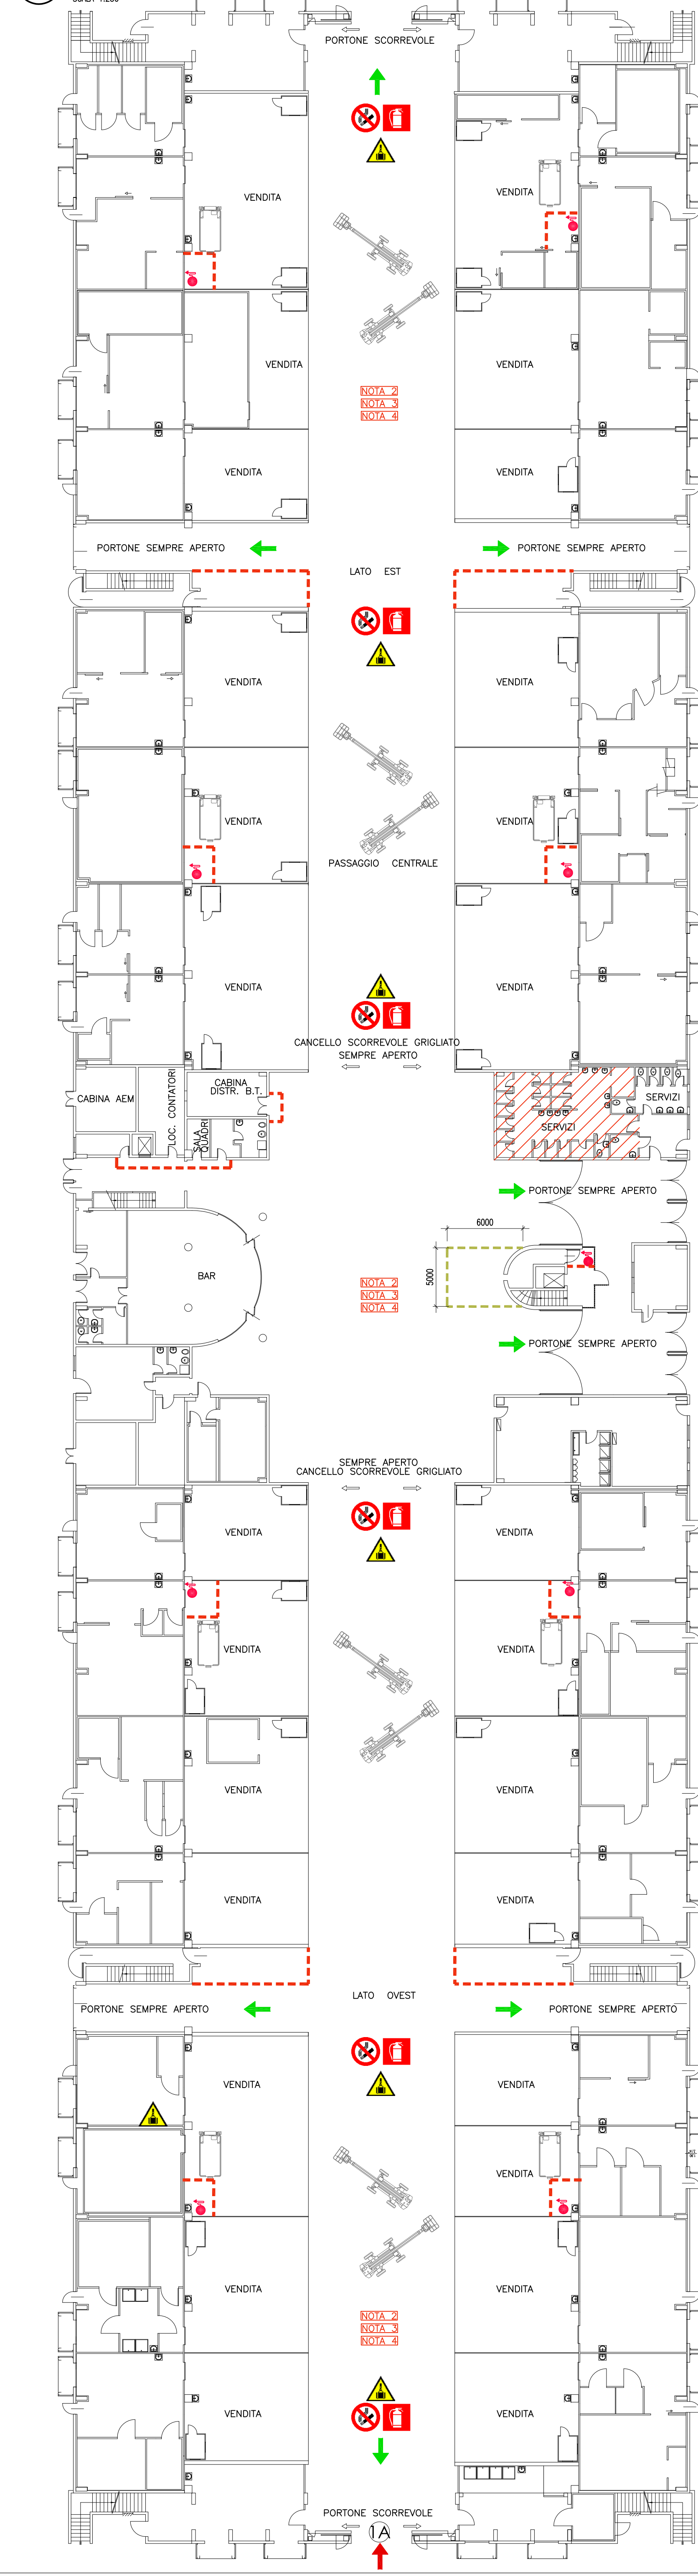 PORTONE SCORREVOLE
VENDITA
VENDITA
VENDITA
VENDITA
NOTA 2
NOTA 3
NOTA 4
VENDITA
VENDITA
PORTONE SEMPRE APERTO
PORTONE SEMPRE APERTO
LATO EST
VENDITA
VENDITA
VENDITA
VENDITA
PASSAGGIO CENTRALE
VENDITA
VENDITA
CANCELLO SCORREVOLE GRIGLIATO
SEMPRE APERTO
CABINA AEM
LOC. CONTATORI
CABINA
DISTR. B.T.
SALA
QUADRI
SERVIZI
SERVIZI
PORTONE SEMPRE APERTO
6000
5000
BAR
NOTA 2
NOTA 3
NOTA 4
PORTONE SEMPRE APERTO
SEMPRE APERTO
CANCELLO SCORREVOLE GRIGLIATO
VENDITA
VENDITA
VENDITA
VENDITA
VENDITA
VENDITA
VENDITA
VENDITA
LATO OVEST
PORTONE SEMPRE APERTO
PORTONE SEMPRE APERTO
VENDITA
VENDITA
VENDITA
VENDITA
VENDITA
NOTA 2
NOTA 3
NOTA 4
VENDITA
VENDITA
PORTONE SCORREVOLE
1A